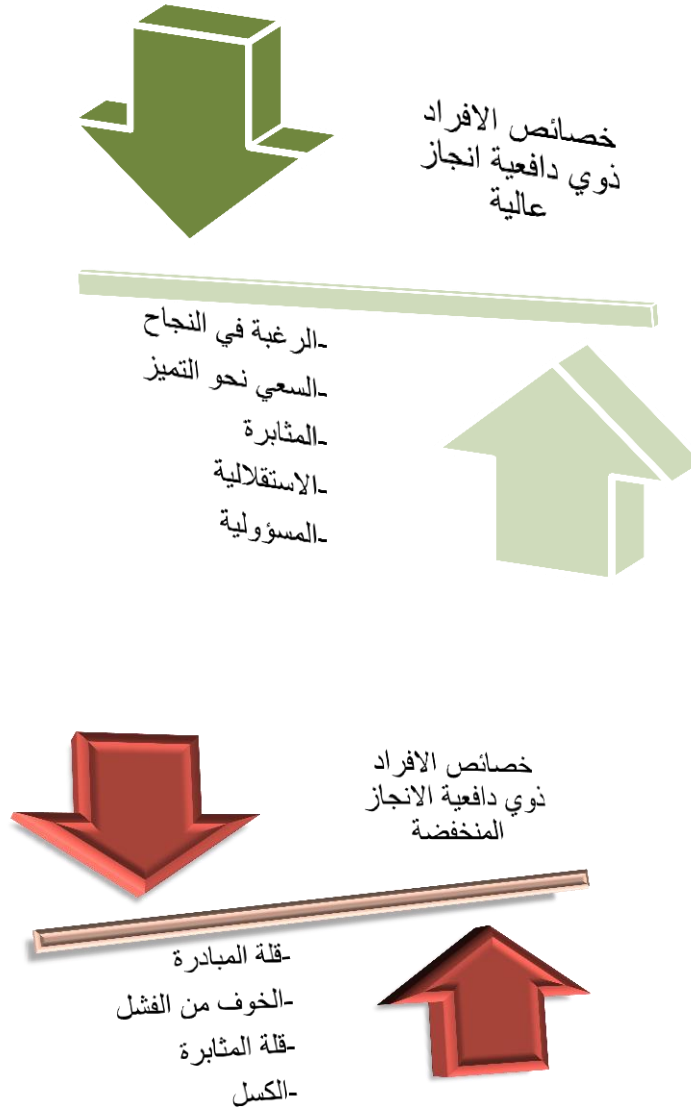 خصائص الافراد
ذوي دافعية انجاز
عالية
-الرغبة في النجاح
-السعي نحو التميز
-المثابرة
-الاستقلالية
-المسؤولية
خصائص الافراد
ذوي دافعية الانجاز
المنخفضة
-قلة المبادرة
-الخوف من الفشل
-قلة المثابرة
-الكسل